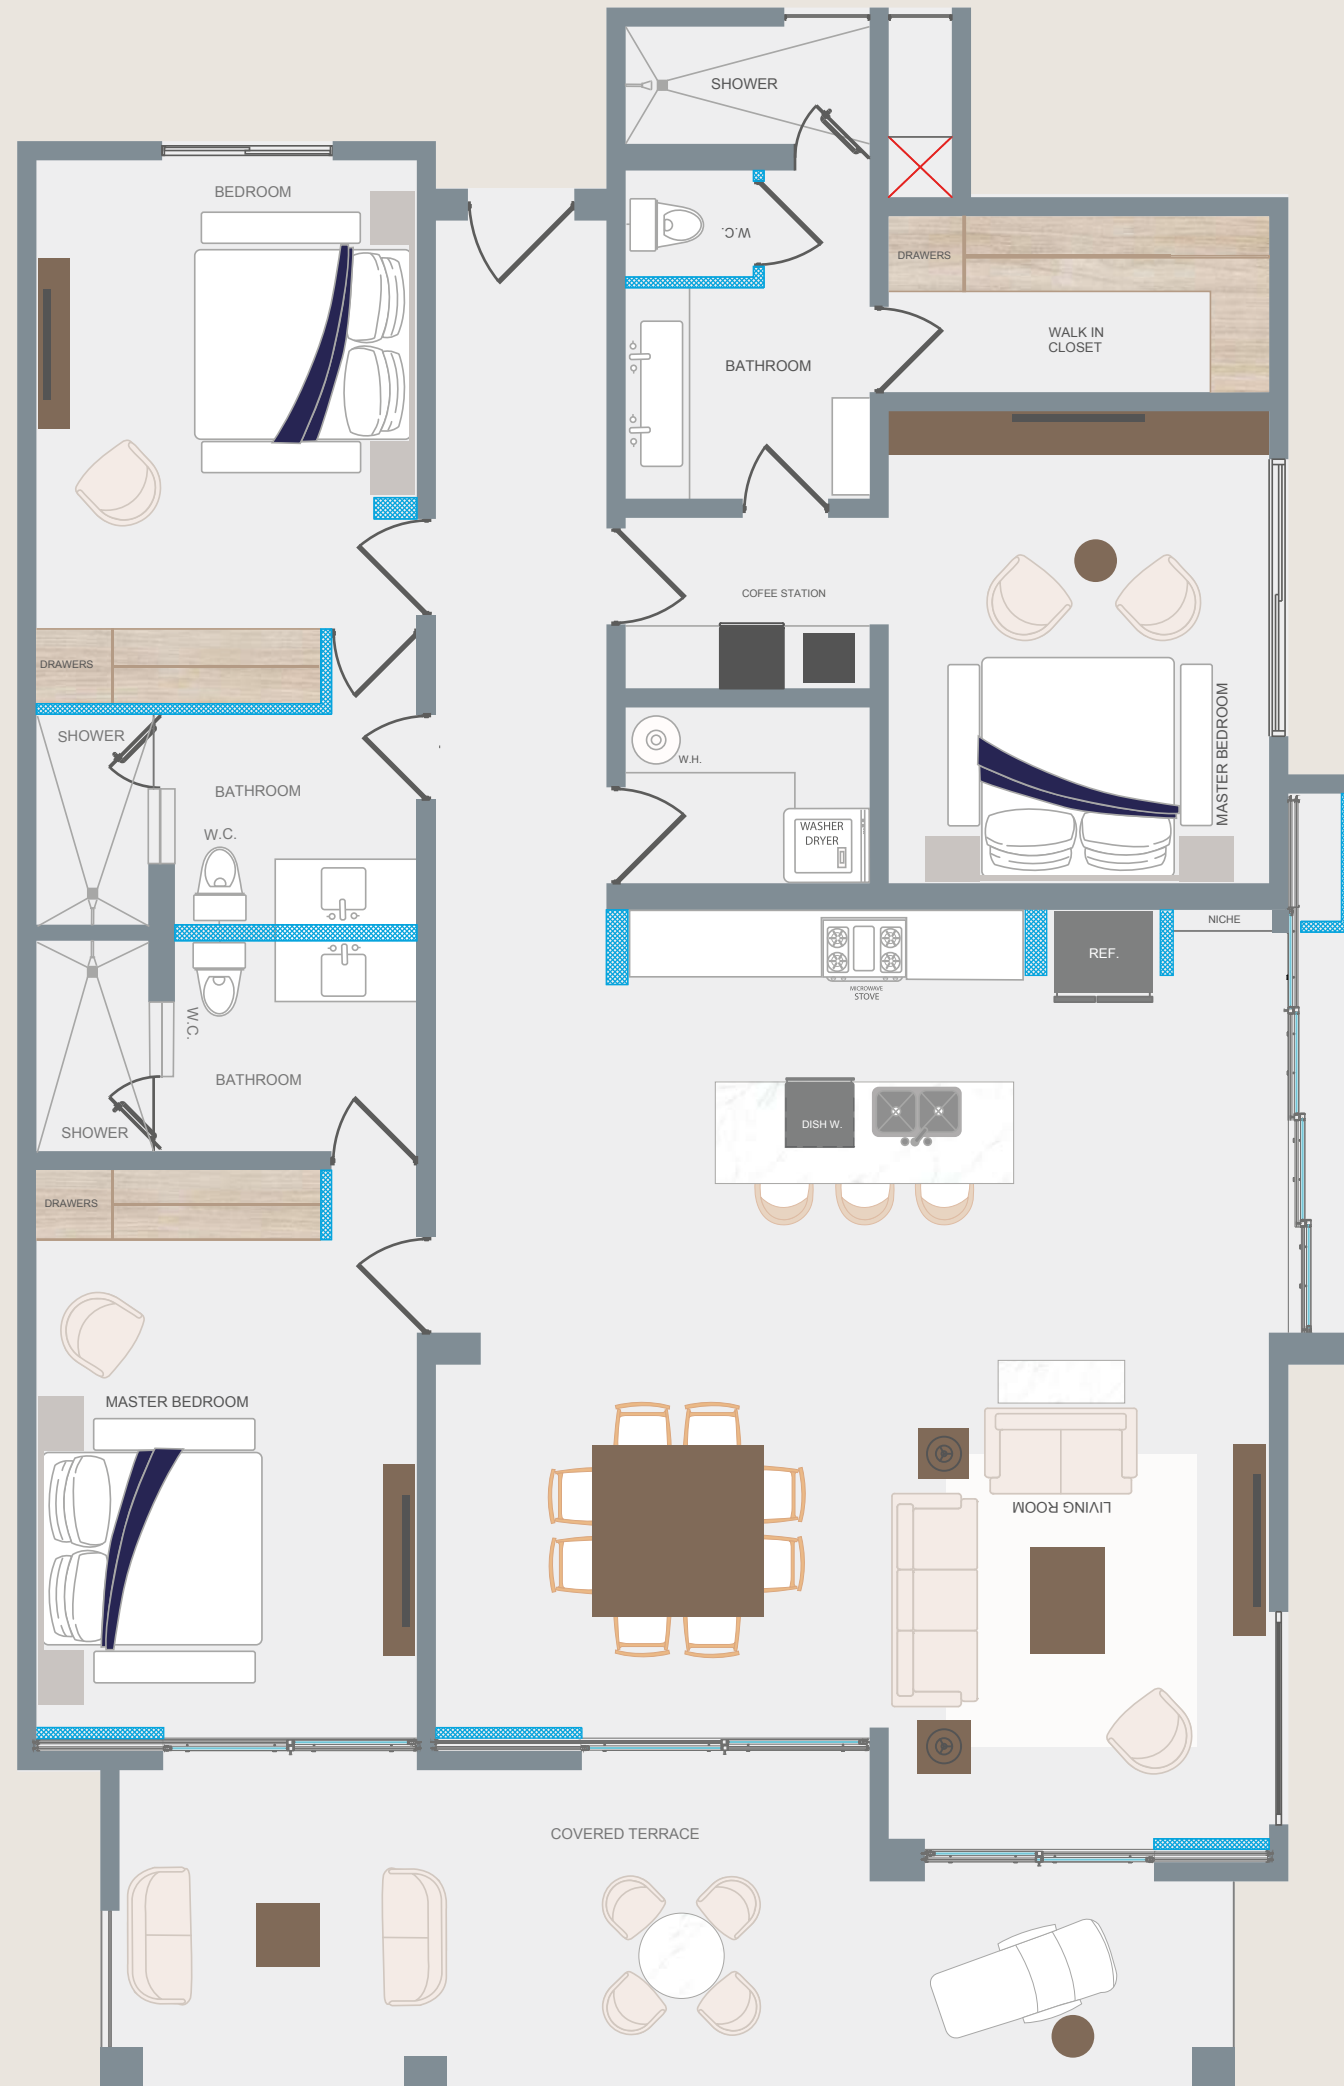 SHOWER
BEDROOM
W.C.
DRAWERS
WALK IN
CLOSET
BATHROOM
COFEE STATION
DRAWERS
MASTER BEDROOM
SHOWER
W.H.
BATHROOM
WASHER
DRYER
W.C.
NICHE
REF.
MICROWAVE
STOVE
W.C.
BATHROOM
DISH W.
SHOWER
DRAWERS
MASTER BEDROOM
LIVING ROOM
COVERED TERRACE